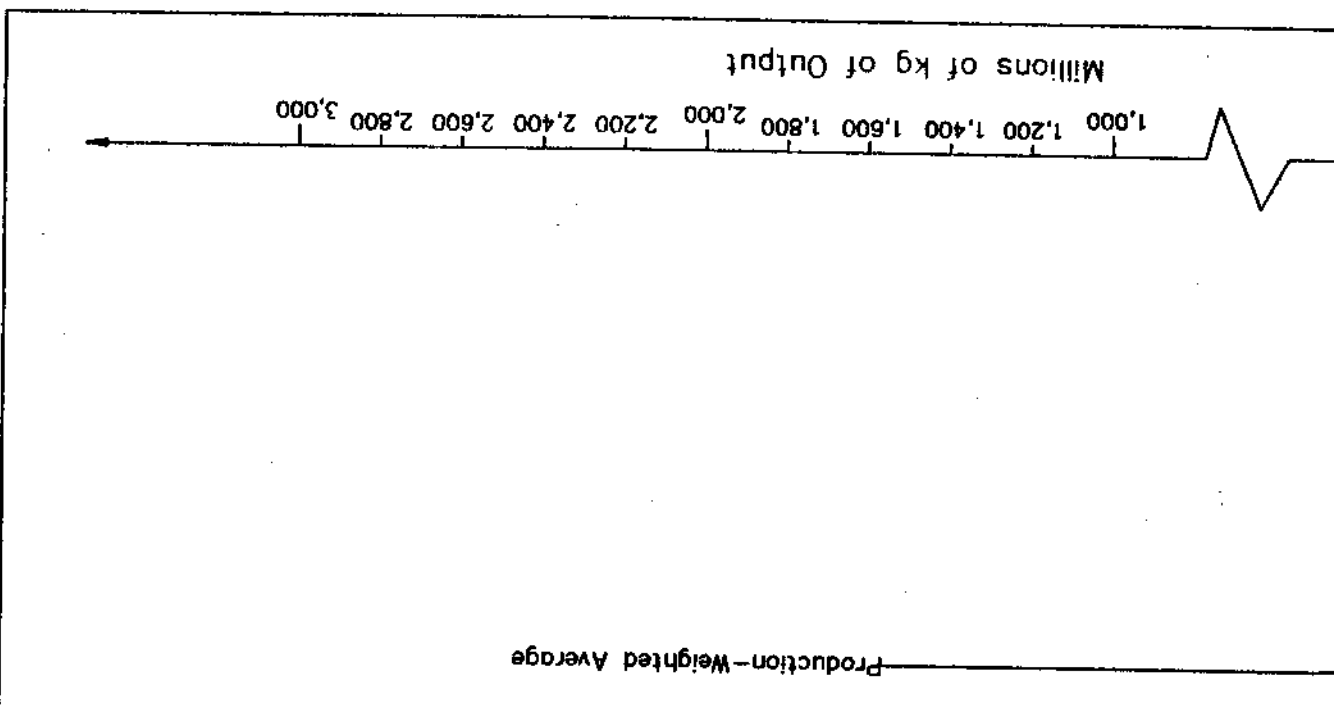 Production-Weighted Average
1,000 1,200 1,400 1,600 1,800 2,000 2,200 2,400 2,600 2,800 3,000
Millions of kg of Output